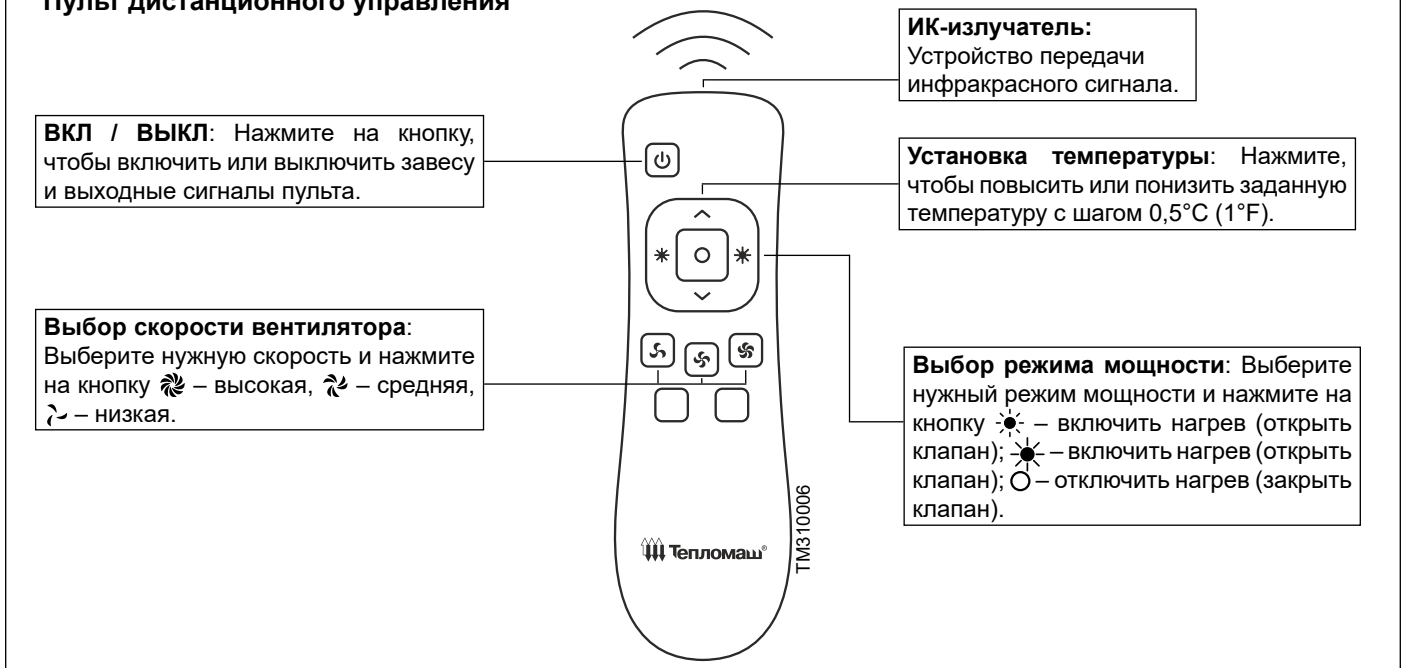 Пульт дистанционного управления
ИК-излучатель:
Устройство передачи
инфракрасного сигнала.
ВКЛ / ВЫКЛ: Нажмите на кнопку,
чтобы включить или выключить завесу
и выходные сигналы пульта.
Установка температуры: Нажмите,
чтобы повысить или понизить заданную
температуру с шагом 0,5°C (1°F).
Выбор скорости вентилятора:
Выберите нужную скорость и нажмите
на кнопку – высокая, – средняя,
– низкая.
Выбор режима мощности: Выберите
нужный режим мощности и нажмите на
кнопку – включить нагрев (открыть
клапан); – включить нагрев (открыть
клапан); – отключить нагрев (закрыть
клапан).
Тепломаш®
TM310006